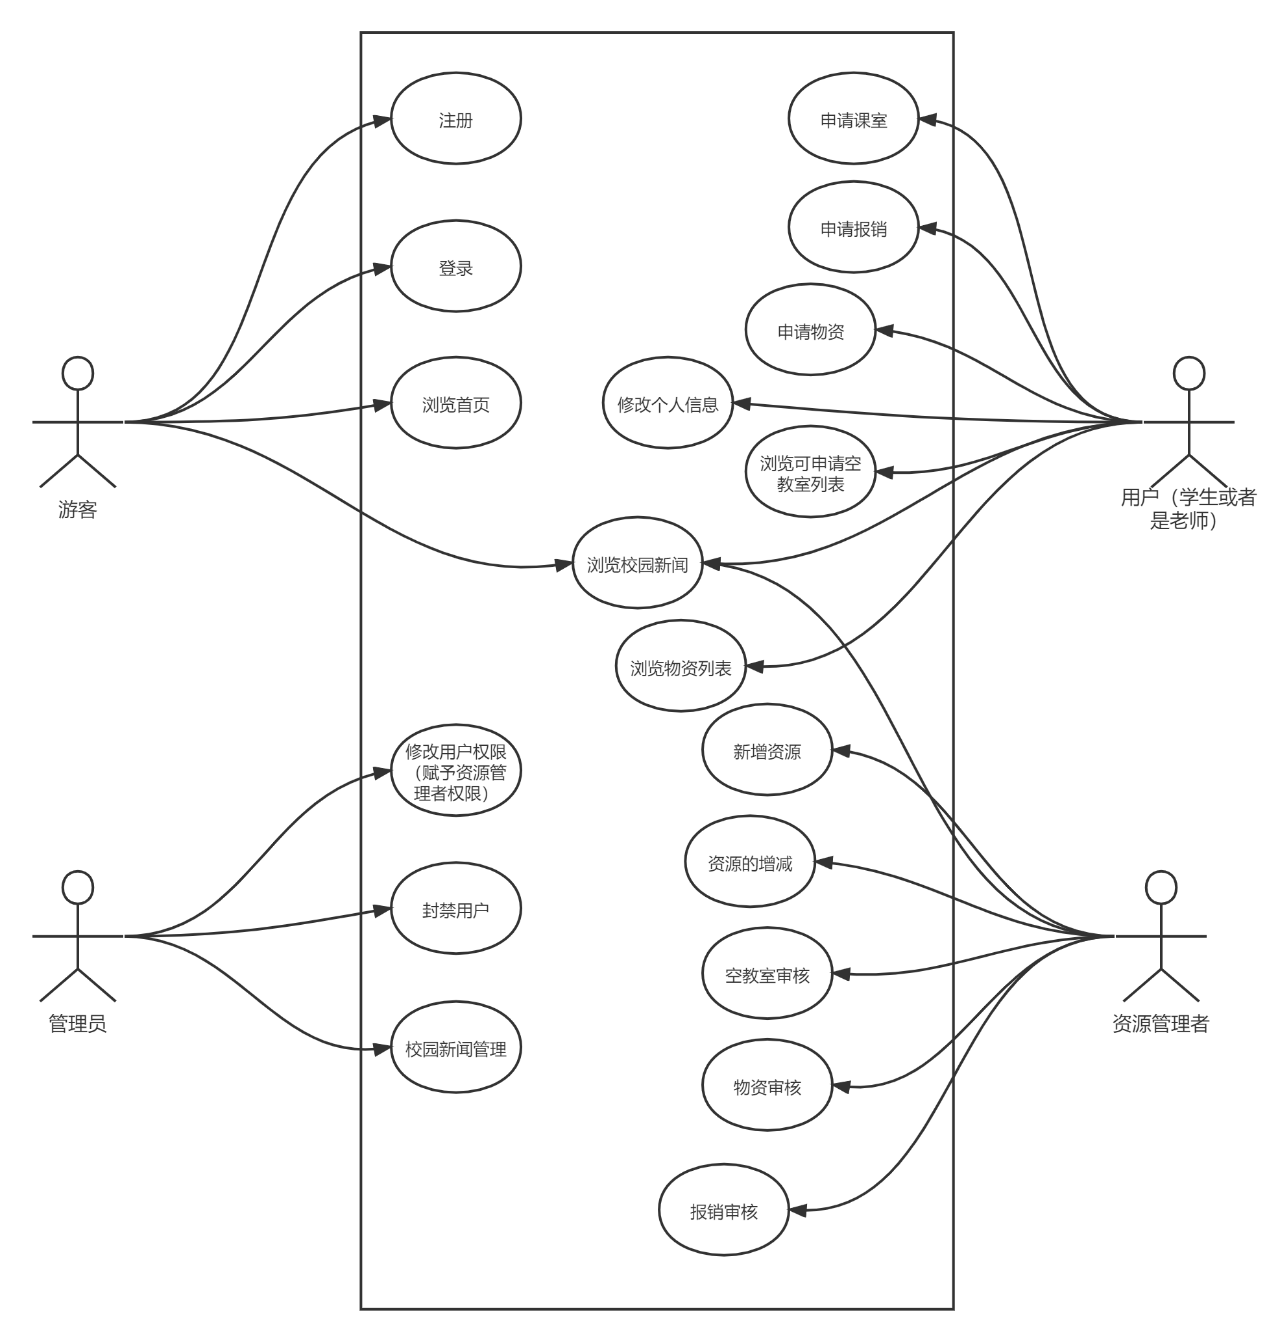 注册
申请课室
申请报销
登录
申请物资
浏览首页
修改个人信息
浏览可申请空
教室列表
游客
用户（学生或者
是老师）
浏览校园新闻
浏览物资列表
修改用户权限
（赋予资源管
理者权限）
新增资源
资源的增减
封禁用户
空教室审核
管理员
资源管理者
校园新闻管理
物资审核
报销审核